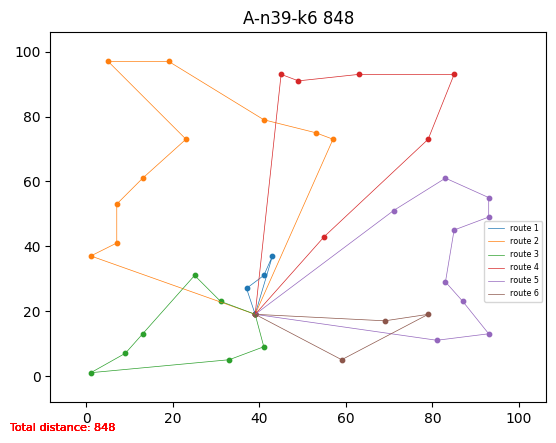 A-n39-k6 848
100
80
60
40
20
0
route 1
route 2
route 3
route 4
route 5
route 6
0 20 40 60 80 100
Total distance: 848